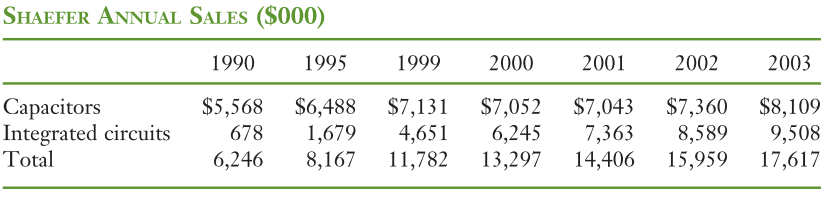 SHAEFER ANNUAL SALES ($000)
1990 1995 1999 2000 2001 2002 2003
Capacitors $5,568 $6,488 $7,131 $7,052 $7,043 $7,360 $8,109
Integrated circuits 678 1,679 4,651 6,245 7,363 8,589 9,508
Total 6,246 8,167 11,782 13,297 14,406 15,959 17,617